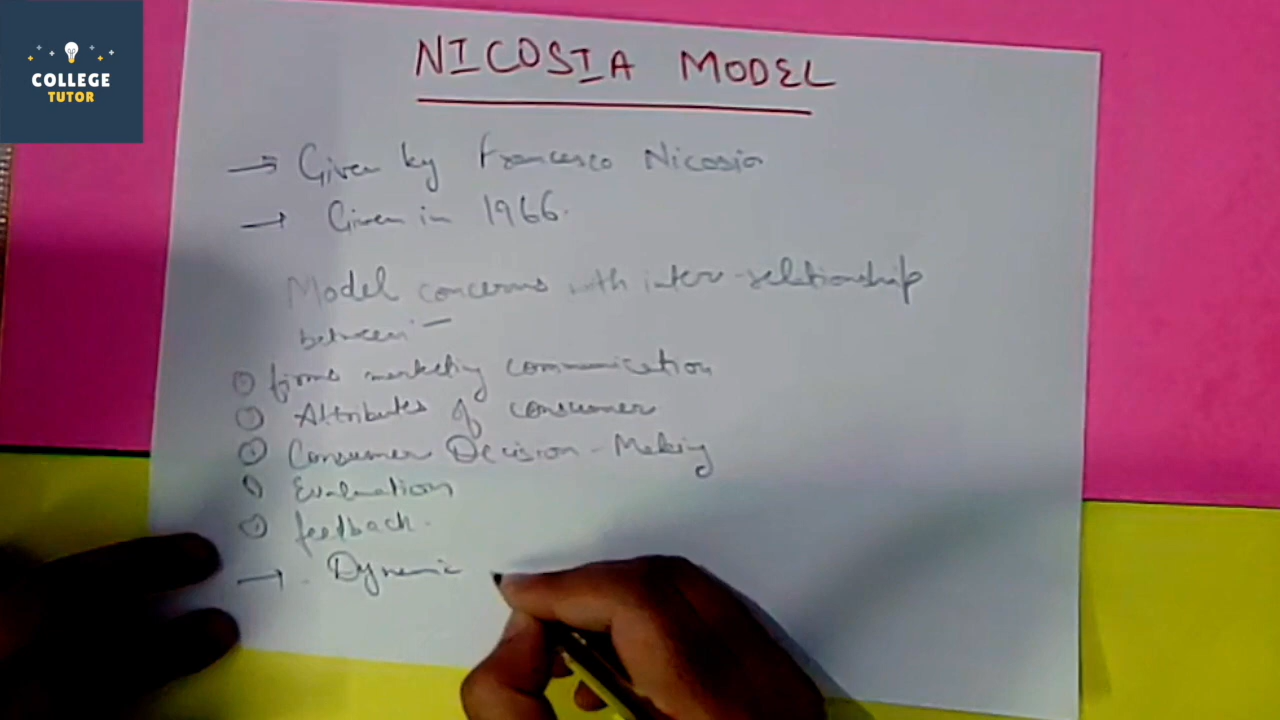 COLLEGE
TUTOR
NICOSIA MODEL
→ Given by Francesco Nicosia
→ Given in 1966.
Model concerns with inter-relationship
between -
firms marketing communication
Attributes of consumer
Consumer Decision-Making
Evaluation
feedback.
→ Dynamic